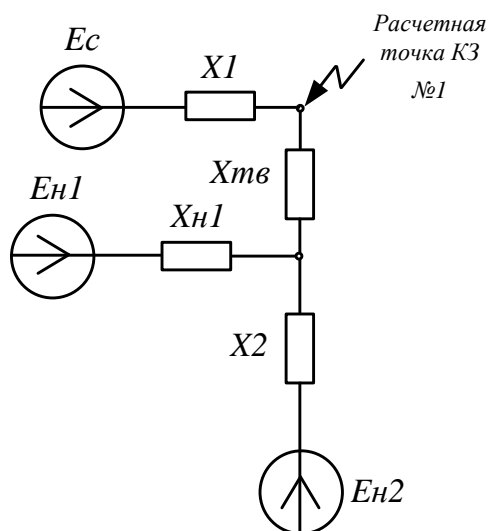 Расчетная
точка КЗ
№1
Ec
X1
Xтв
Eн1
Xн1
X2
Eн2